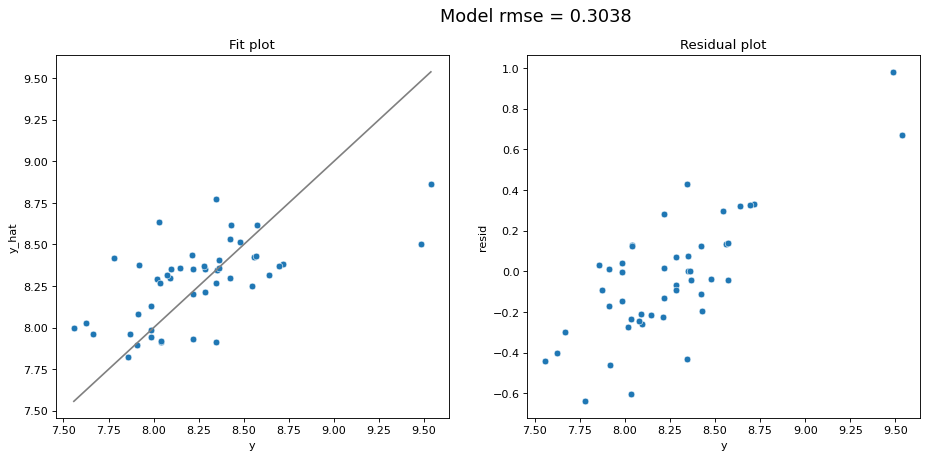 Model rmse = 0.3038
Fit plot
9.50
9.25
9.00
8.75
8.50
8.25
8.00
7.75
7.50
y_hat
7.50 7.75 8.00 8.25 8.50 8.75 9.00 9.25 9.50
y
Residual plot
1.0
0.8
0.6
0.4
0.2
0.0
−0.2
−0.4
−0.6
resid
7.50 7.75 8.00 8.25 8.50 8.75 9.00 9.25 9.50
y